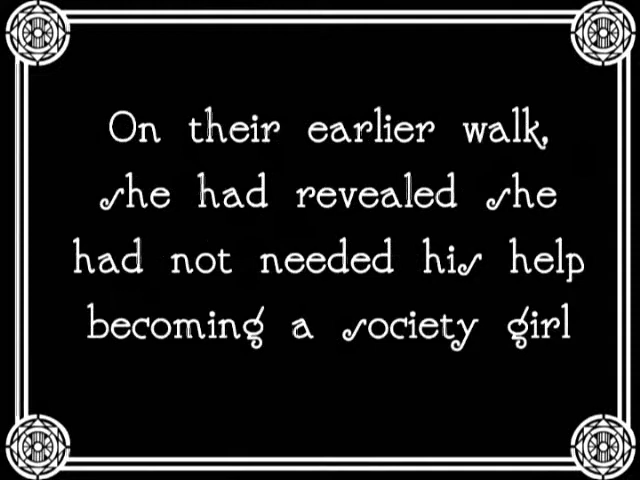 On their earlier walk,
she had revealed she
had not needed his help
becoming a society girl